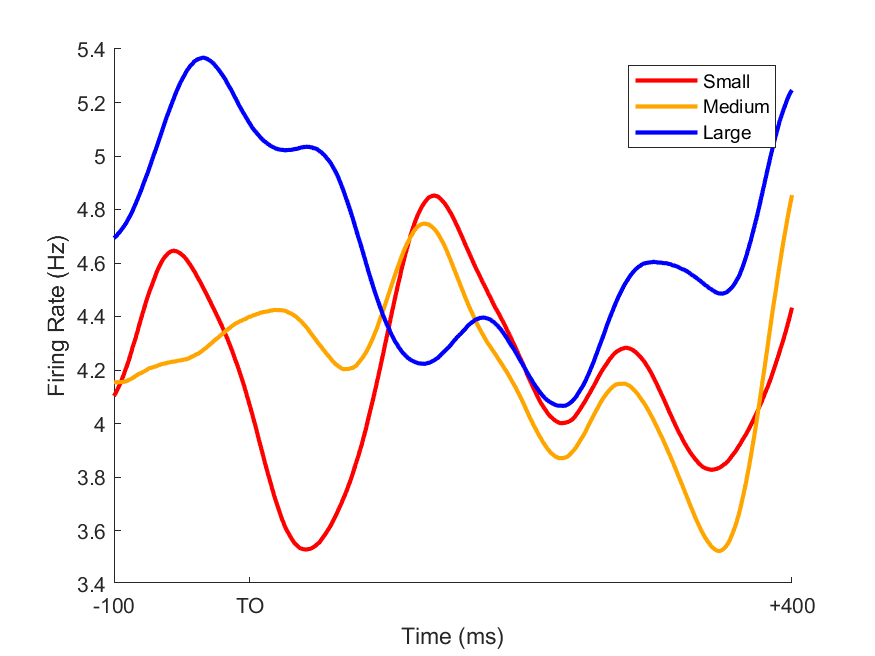 5.4
5.2
5
4.8
4.6
4.4
4.2
4
3.8
3.6
3.4
Firing Rate (Hz)
Small
Medium
Large
-100 TO +400
Time (ms)